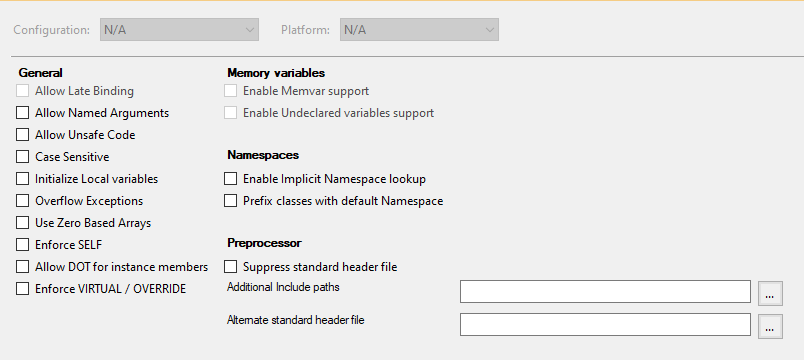 Configuration: N/A Platform: N/A
General Memory variables
Allow Late Binding Enable Memvar support
Allow Named Arguments Enable Undeclared variables support
Allow Unsafe Code
Case Sensitive Namespaces
Initialize Local variables Enable Implicit Namespace lookup
Overflow Exceptions Prefix classes with default Namespace
Use Zero Based Arrays
Enforce SELF Preprocessor
Allow DOT for instance members Suppress standard header file
Enforce VIRTUAL / OVERRIDE Additional Include paths ...
Alternate standard header file ...